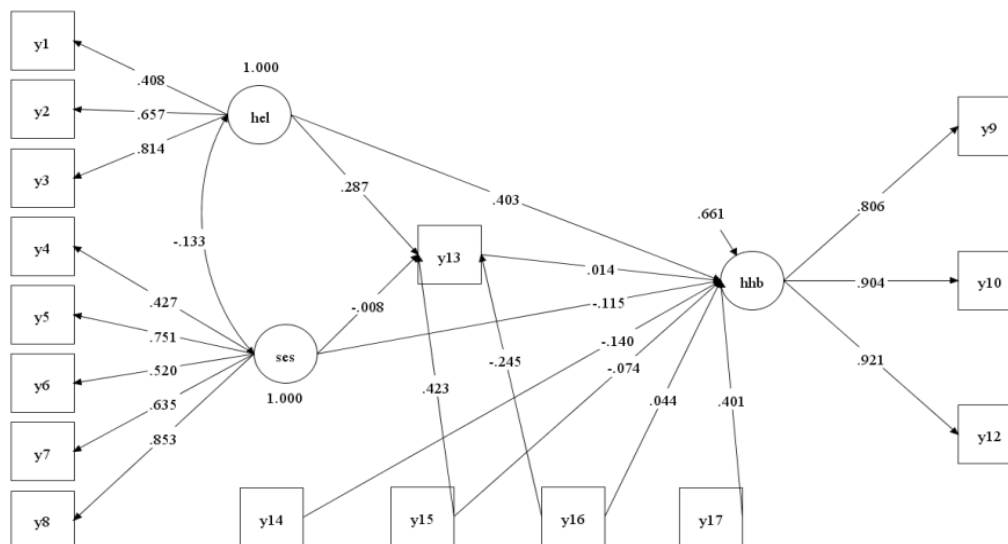 y1
y2
y3
y4
y5
y6
y7
y8
.408
.657
.814
.427
.751
.520
.635
.853
1.000
hel
-.133
ses
1.000
.287
-.008
.403
y13
.423
-.245
.014
-.115
-.140
-.074
.044
.401
.661
hhb
.806
.904
.921
y9
y10
y12
y14
y15
y16
y17